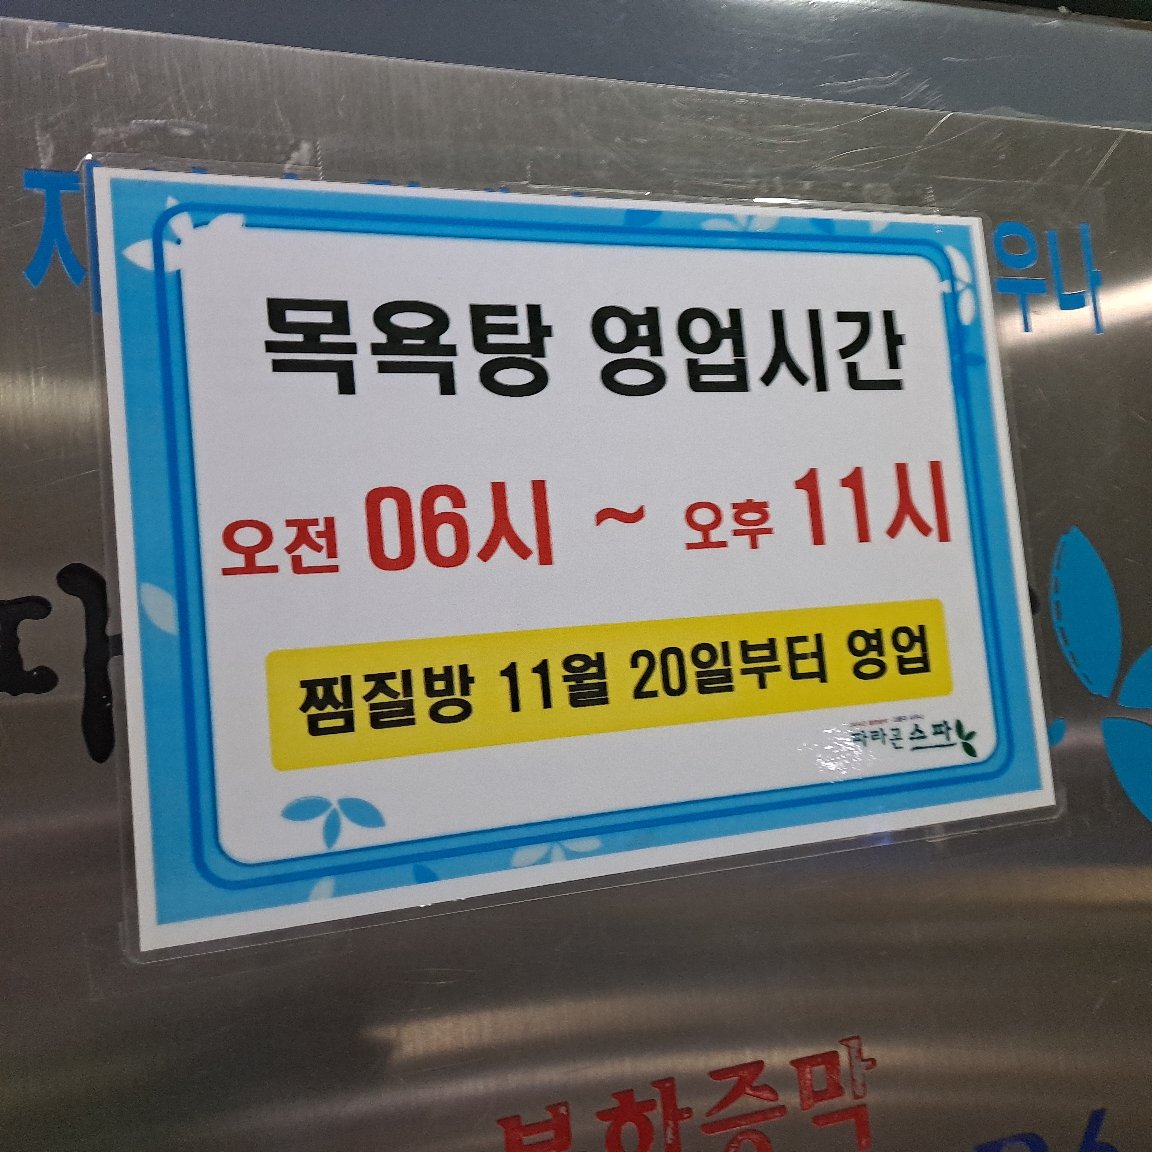 우나
목욕탕 영업시간
오전 06시 ~ 오후 11시
찜질방 11월 20일부터 영업
파라곤스파